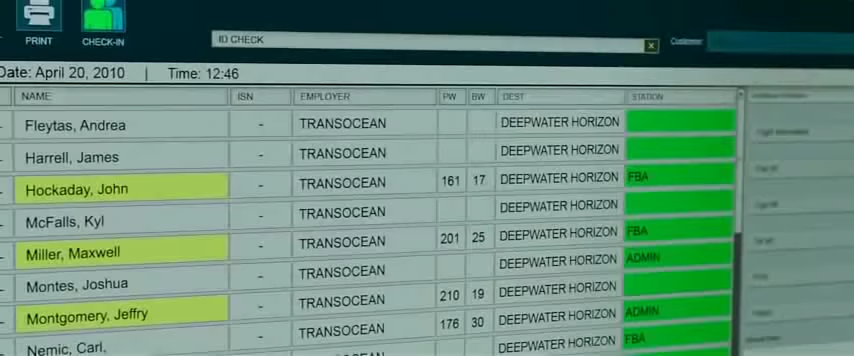 PRINT
CHECK-IN
ID CHECK
x
Customer
Date: April 20, 2010 | Time: 12:46
NAME ISN EMPLOYER PW BW DEST STATION
Fleytas, Andrea - TRANSOCEAN DEEPWATER HORIZON
Harrell, James - TRANSOCEAN DEEPWATER HORIZON
Hockaday, John - TRANSOCEAN 161 17 DEEPWATER HORIZON FBA
McFalls, Kyl - TRANSOCEAN DEEPWATER HORIZON
Miller, Maxwell - TRANSOCEAN 201 25 DEEPWATER HORIZON FBA
Montes, Joshua - TRANSOCEAN DEEPWATER HORIZON ADMIN
Montgomery, Jeffry - TRANSOCEAN 210 19 DEEPWATER HORIZON
Nemic, Carl, - TRANSOCEAN 176 30 DEEPWATER HORIZON ADMIN
DEEPWATER HORIZON FBA